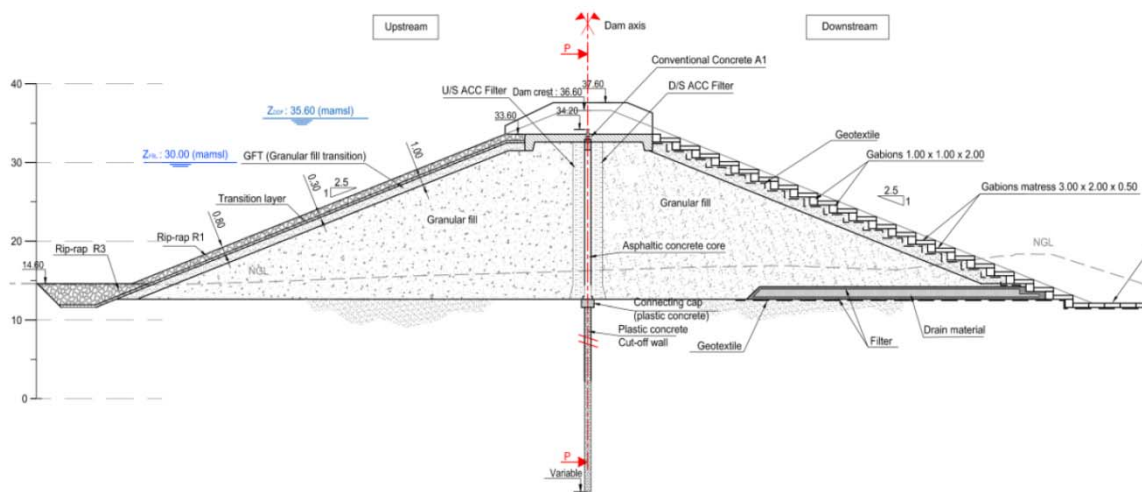 Upstream
Dam axis
Downstream
P
Conventional Concrete A1
40
37.60
U/S ACC Filter
Dam crest : 36.60
D/S ACC Filter
34.20
33.60
: 35.60 (mamsl)
30
: 30.00 (mamsl)
GFT (Granular fill transition)
1.00
Geotextile
Gabions 1.00 x 1.00 x 2.00
0.30
2.5
1
2.5
1
Gabions matress 3.00 x 2.00 x 0.50
Transition layer
Granular fill
Granular fill
0.80
20
Rip-rap R1
Asphaltic concrete core
NGL
Rip-rap R3
14.60
NGL
Connecting cap
(plastic concrete)
10
Plastic concrete
Cut-off wall
Geotextile
Filter
Drain material
0
P
Variable